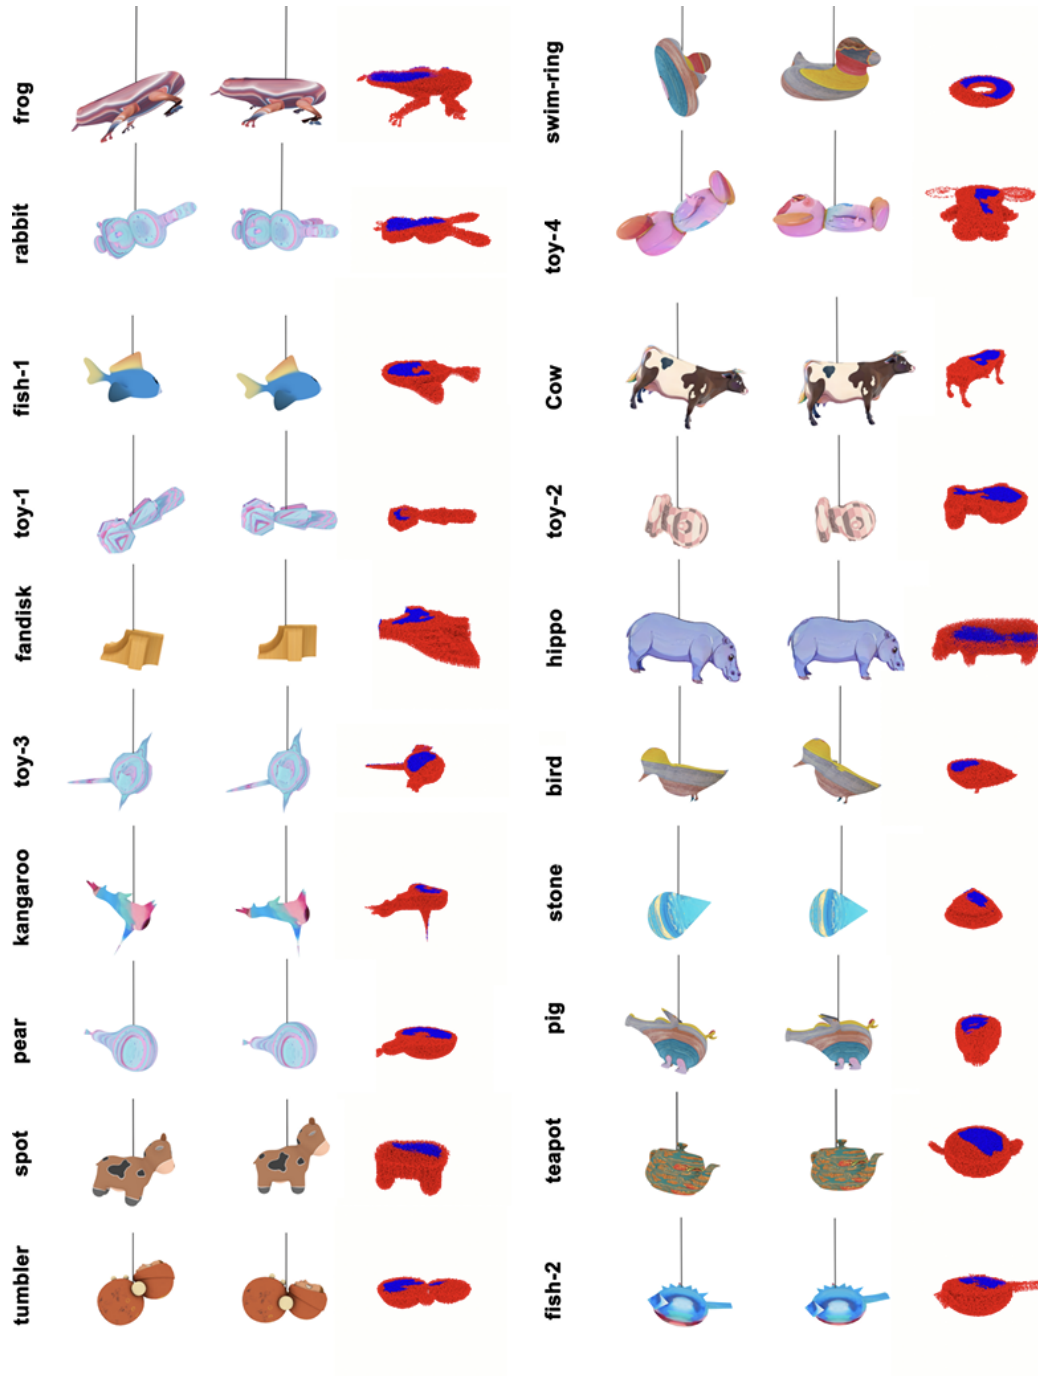 frog
rabbit
fish-1
toy-1
fandisk
toy-3
kangaroo
pear
spot
tumbler
swim-ring
toy-4
Cow
toy-2
hippo
bird
stone
pig
teapot
fish-2